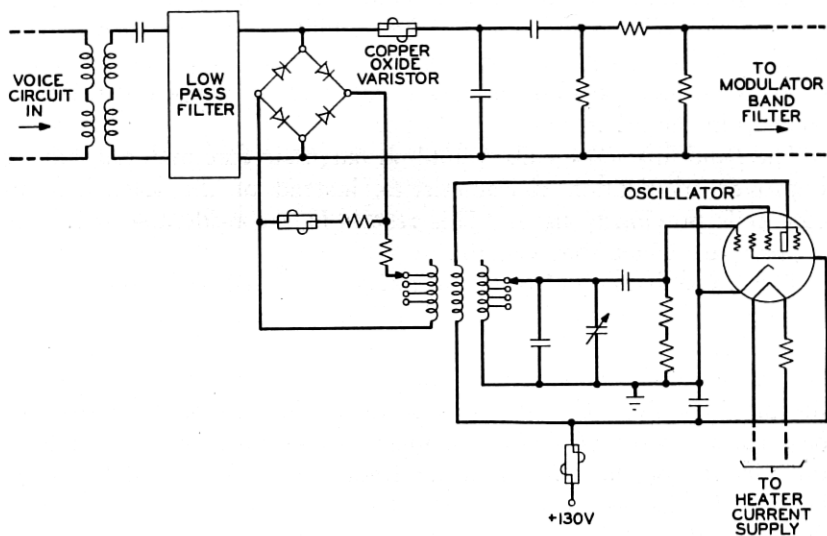 VOICE
CIRCUIT
IN
LOW
PASS
FILTER
COPPER
OXIDE
VARISTOR
TO
MODULATOR
BAND
FILTER
OSCILLATOR
+130V
TO
HEATER
CURRENT
SUPPLY